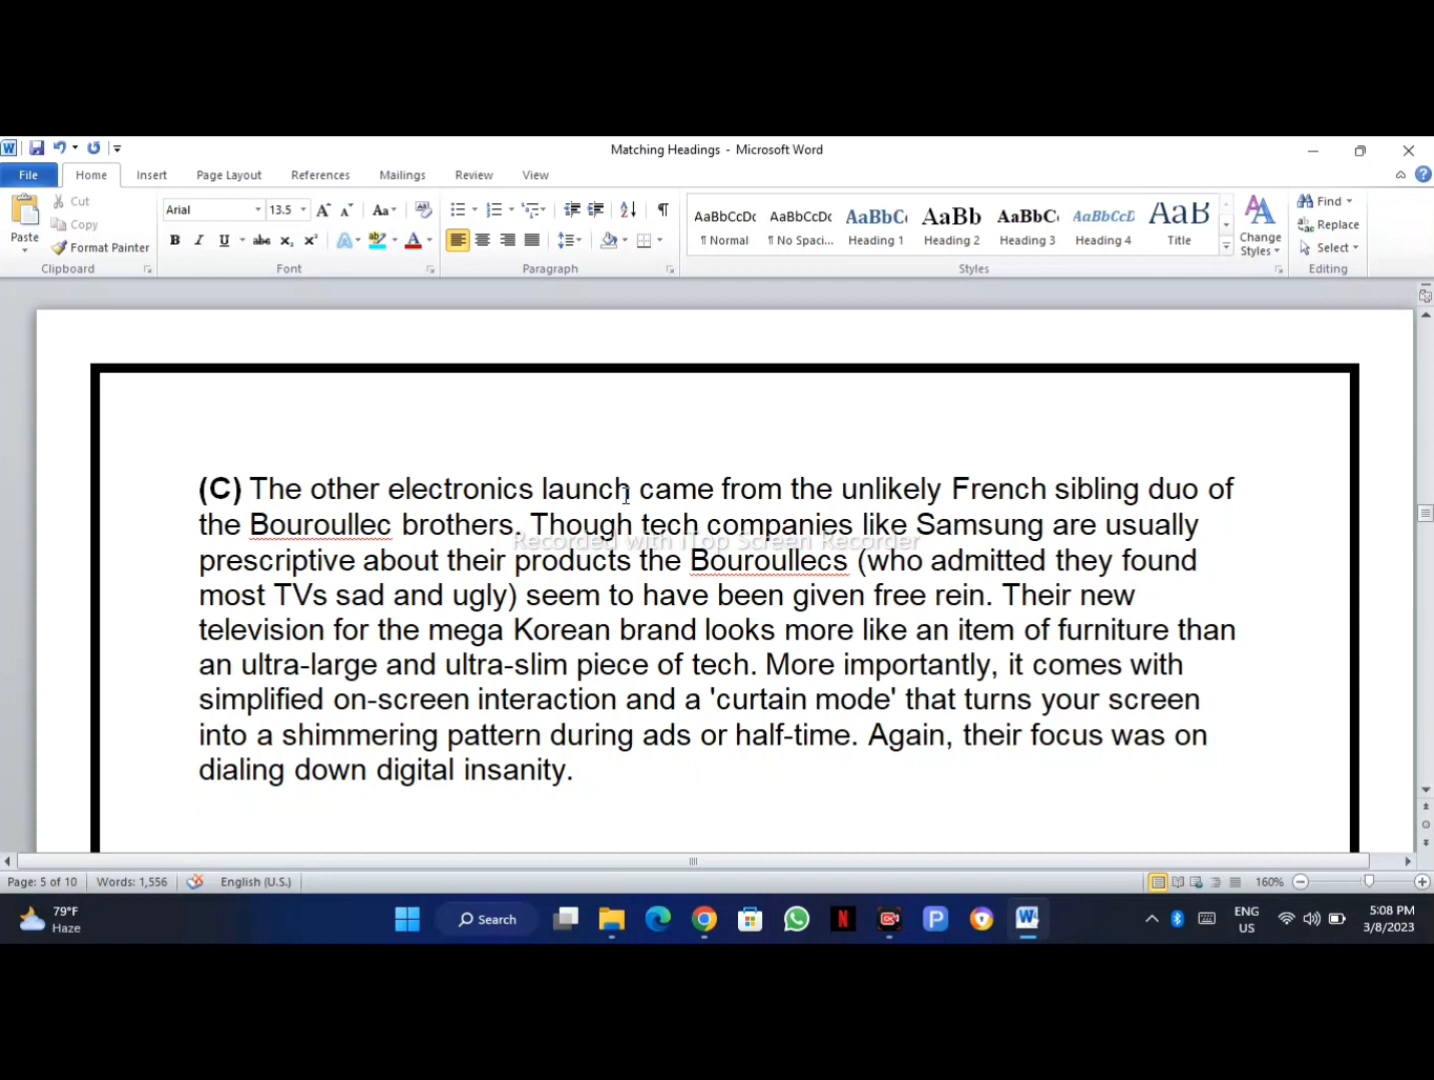 Matching Headings - Microsoft Word
File Home Insert Page Layout References Mailings Review View
Cut
Copy
Format Painter
Paste
Clipboard
Arial 13.5
Font
Paragraph
AaBbCcDc AaBbCcDc AaBbC AaBb AaBbC AaBbCcD AaB
¶ Normal ¶ No Spaci... Heading 1 Heading 2 Heading 3 Heading 4 Title
Styles
Change Styles
Find
Replace
Select
Editing
(C) The other electronics launch came from the unlikely French sibling duo of
the Bouroullec brothers. Though tech companies like Samsung are usually
Recorded with iTop Screen Recorder
prescriptive about their products the Bouroullecs (who admitted they found
most TVs sad and ugly) seem to have been given free rein. Their new
television for the mega Korean brand looks more like an item of furniture than
an ultra-large and ultra-slim piece of tech. More importantly, it comes with
simplified on-screen interaction and a 'curtain mode' that turns your screen
into a shimmering pattern during ads or half-time. Again, their focus was on
dialing down digital insanity.
Page: 5 of 10 Words: 1,556 English (U.S.) 160%
79°F
Haze
Search
ENG
US
5:08 PM
3/8/2023